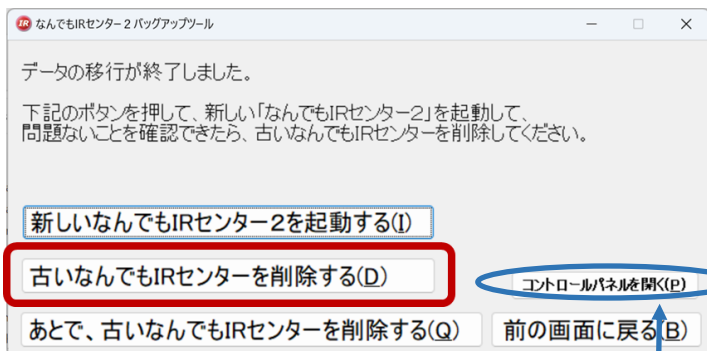 IR なんでもIRセンター２バッグアップツール
データの移行が終了しました。
下記のボタンを押して、新しい「なんでもIRセンター2」を起動して、
問題ないことを確認できたら、古いなんでもIRセンターを削除してください。
新しいなんでもIRセンター2を起動する(I)
古いなんでもIRセンターを削除する(D)
コントロールパネルを開く(P)
あとで、古いなんでもIRセンターを削除する(Q) 前の画面に戻る(B)